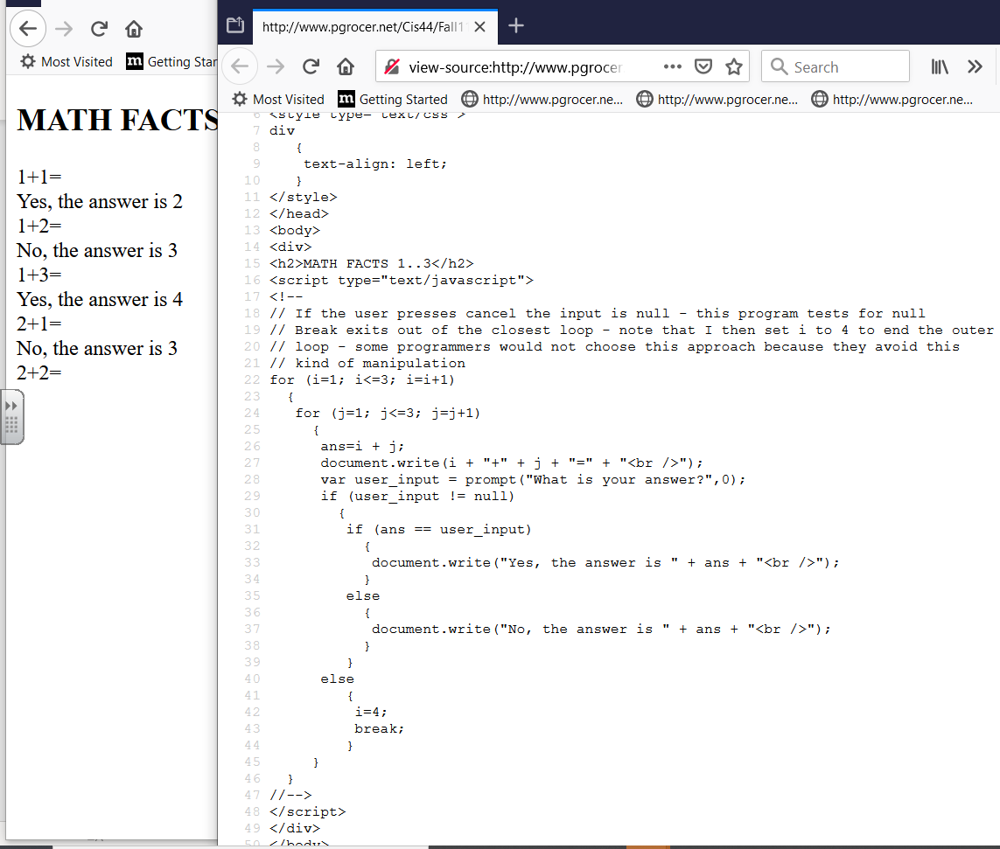 Most Visited
Getting Star
MATH FACTS
1+1=
Yes, the answer is 2
1+2=
No, the answer is 3
1+3=
Yes, the answer is 4
2+1=
No, the answer is 3
2+2=
http://www.pgrocer.net/Cis44/Fall1
view-source:http://www.pgrocer
Search
Most Visited
m Getting Started
http://www.pgrocer.ne...
http://www.pgrocer.ne...
http://www.pgrocer.ne...
6 <style type="text/css">
7 div
8 {
9 text-align: left;
10 }
11 </style>
12 </head>
13 <body>
14 <div>
15 <h2>MATH FACTS 1..3</h2>
16 <script type="text/javascript">
17 <!--
18 // If the user presses cancel the input is null - this program tests for null
19 // Break exits out of the closest loop - note that I then set i to 4 to end the outer
20 // loop - some programmers would not choose this approach because they avoid this
21 // kind of manipulation
22 for (i=1; i<=3; i=i+1)
23 {
24 for (j=1; j<=3; j=j+1)
25 {
26 ans=i + j;
27 document.write(i + "+" + j + "=" + "<br />");
28 var user_input = prompt("What is your answer?",0);
29 if (user_input != null)
30 {
31 if (ans == user_input)
32 {
33 document.write("Yes, the answer is " + ans + "<br />");
34 }
35 else
36 {
37 document.write("No, the answer is " + ans + "<br />");
38 }
39 }
40 else
41 {
42 i=4;
43 break;
44 }
45 }
46 }
47 //-->
48 </script>
49 </div>
50 </body>